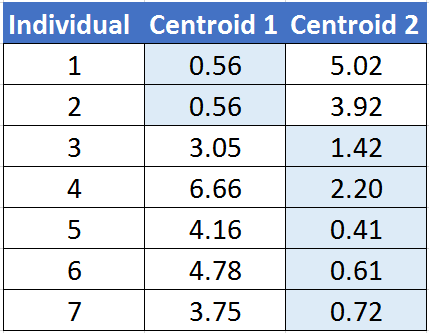 Individual Centroid 1 Centroid 2
1 0.56 5.02
2 0.56 3.92
3 3.05 1.42
4 6.66 2.20
5 4.16 0.41
6 4.78 0.61
7 3.75 0.72